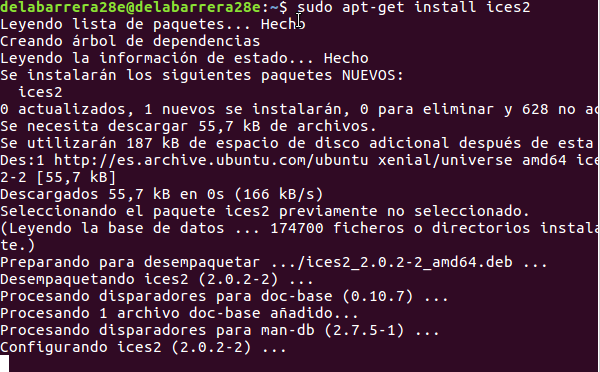 delabarrera28e@delabarrera28e:~$ sudo apt-get install ices2
Leyendo lista de paquetes... Hecho
Creando árbol de dependencias
Leyendo la información de estado... Hecho
Se instalarán los siguientes paquetes NUEVOS:
  ices2
0 actualizados, 1 nuevos se instalarán, 0 para eliminar y 628 no ac
Se necesita descargar 55,7 kB de archivos.
Se utilizarán 187 kB de espacio de disco adicional después de esta
Des:1 http://es.archive.ubuntu.com/ubuntu xenial/universe amd64 ice
2-2 [55,7 kB]
Descargados 55,7 kB en 0s (166 kB/s)
Seleccionando el paquete ices2 previamente no seleccionado.
(Leyendo la base de datos ... 174700 ficheros o directorios instala
te.)
Preparando para desempaquetar .../ices2_2.0.2-2_amd64.deb ...
Desempaquetando ices2 (2.0.2-2) ...
Procesando disparadores para doc-base (0.10.7) ...
Procesando 1 archivo doc-base añadido...
Procesando disparadores para man-db (2.7.5-1) ...
Configurando ices2 (2.0.2-2) ...